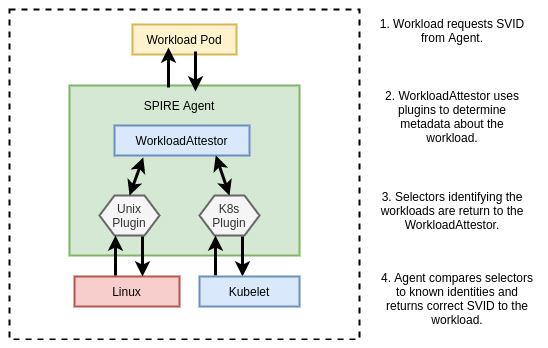 Workload Pod
SPIRE Agent
WorkloadAttestor
Unix
Plugin
K8s
Plugin
Linux
Kubelet
1. Workload requests SVID
from Agent.
2. WorkloadAttestor uses
plugins to determine
metadata about the
workload.
3. Selectors identifying the
workloads are return to the
WorkloadAttestor.
4. Agent compares selectors
to known identities and
returns correct SVID to the
workload.